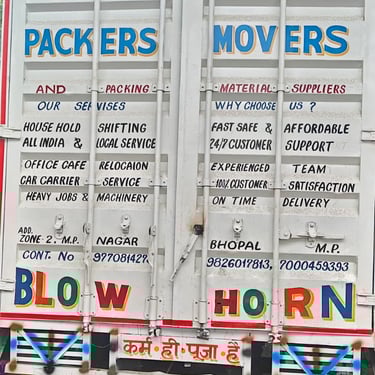 PACKERS MOVERS
AND PACKING MATERIAL SUPPLIERS
OUR SERVISES
HOUSE HOLD SHIFTING
ALL INDIA & LOCAL SERVICE
OFFICE CAFE RELOCAION
CAR CARRIER SERVICE
HEAVY JOBS & MACHINERY
WHY CHOOSE US ?
FAST SAFE & AFFORDABLE
24/7 CUSTOMER SUPPORT
EXPERIENCED TEAM
CUSTOMER SATISFACTION
ON TIME DELIVERY
ADD.
ZONE-2. M.P. NAGAR BHOPAL M.P.
CONT. No 9826017813, 7000459393
BLOW HORN
कर्म ही पूजा है